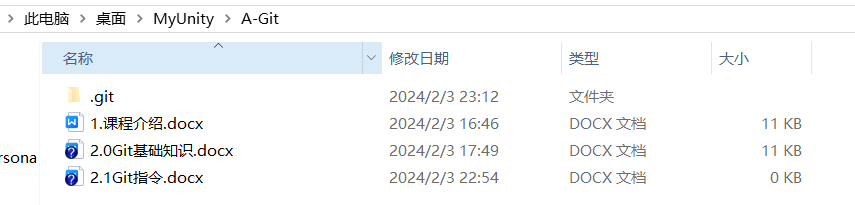 此电脑 > 桌面 > MyUnity > A-Git
名称 修改日期 类型 大小
.git 2024/2/3 23:12 文件夹
1.课程介绍.docx 2024/2/3 16:46 DOCX 文档 11 KB
rsona
2.0Git基础知识.docx 2024/2/3 17:49 DOCX 文档 11 KB
2.1Git指令.docx 2024/2/3 22:54 DOCX 文档 0 KB